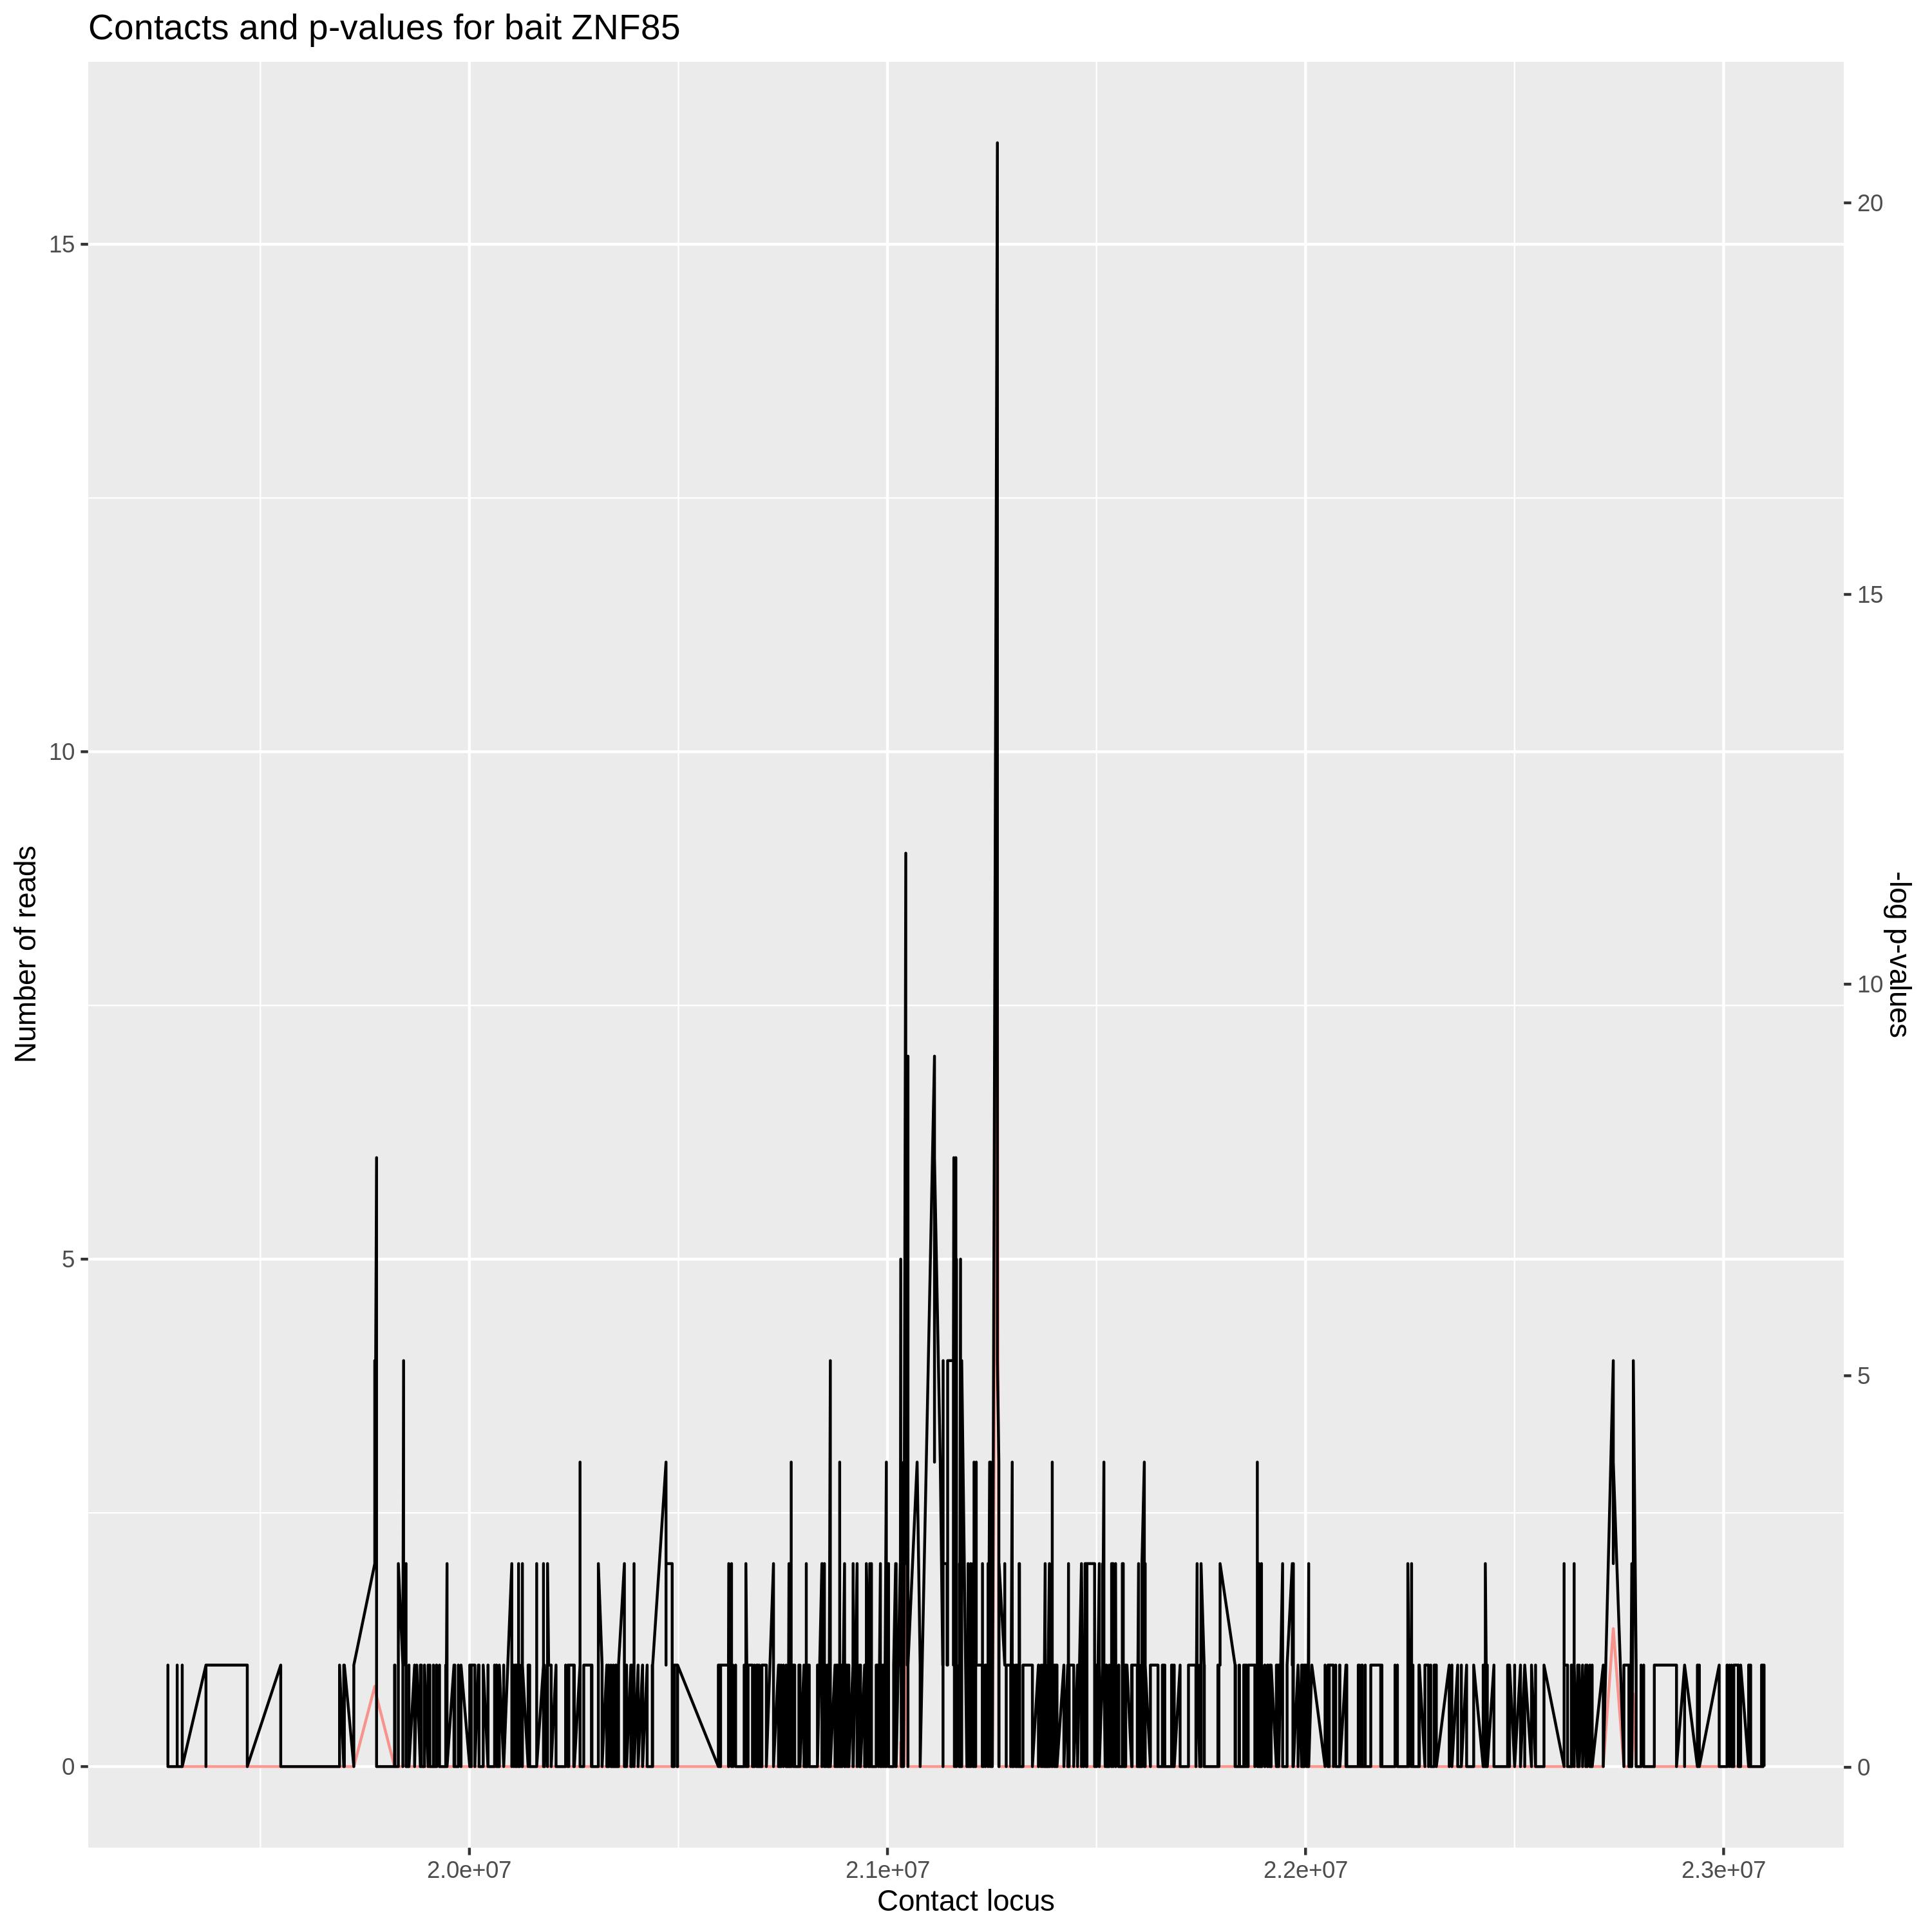 Contacts and p-values for bait ZNF85
15
10
5
0
Number of reads
20
15
10
5
0
-log p-values
2.0e+07 2.1e+07 2.2e+07 2.3e+07
Contact locus